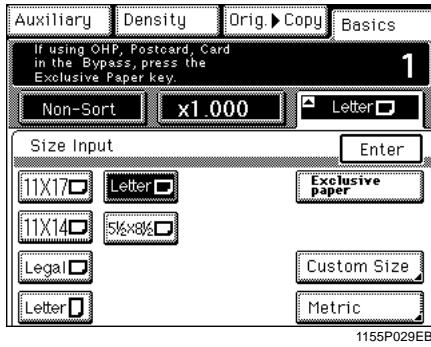 Auxiliary Density Orig.▶Copy Basics
If using OHP, Postcard, Card
in the Bypass, press the
Exclusive Paper key.
1
Non-Sort x1.000 Letter
Size Input Enter
11X17 Letter Exclusive
paper
11X14 5½×8½
Legal Custom Size
Letter Metric
1155P029EB